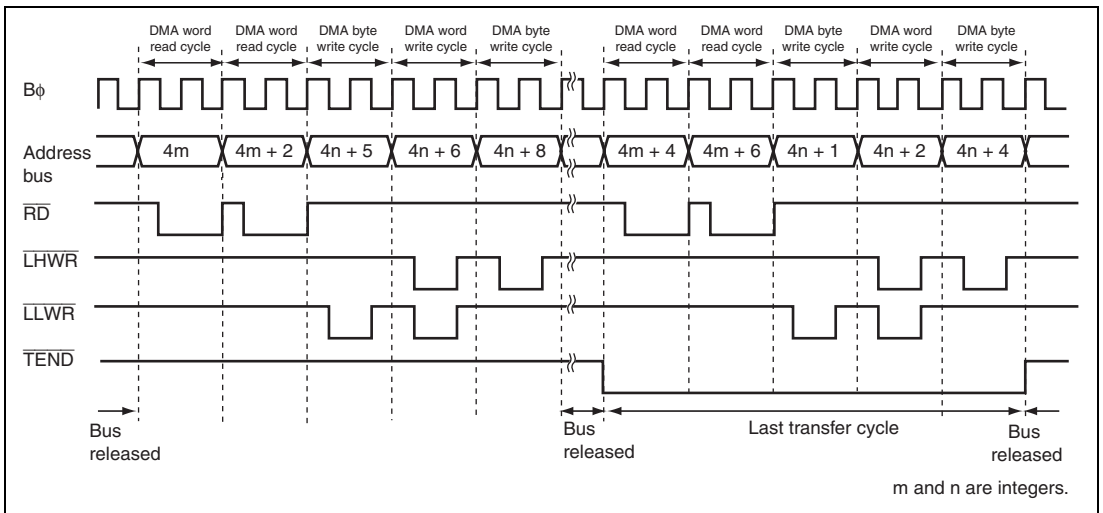 DMA word read cycle DMA word read cycle DMA byte write cycle DMA word write cycle DMA byte write cycle DMA word read cycle DMA word read cycle DMA byte write cycle DMA word write cycle DMA byte write cycle
Bϕ
Address bus 4m 4m + 2 4n + 5 4n + 6 4n + 8 4m + 4 4m + 6 4n + 1 4n + 2 4n + 4
RD
LHWR
LLWR
TEND
Bus released Bus released Last transfer cycle Bus released
m and n are integers.